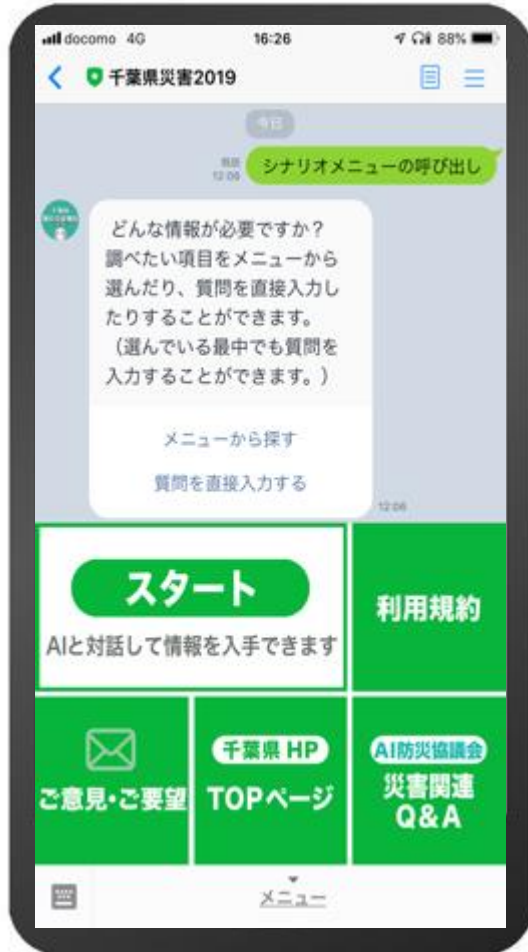 docomo 4G
16:26
88%
千葉県災害2019
今日
既読
12:06
シナリオメニューの呼び出し
どんな情報が必要ですか？
調べたい項目をメニューから
選んだり、質問を直接入力し
たりすることができます。
（選んでいる最中でも質問を
入力することができます。）
メニューから探す
質問を直接入力する
12:06
スタート
AIと対話して情報を入手できます
利用規約
ご意見・ご要望
千葉県 HP
TOPページ
AI防災協議会
災害関連
Q&A
メニュー